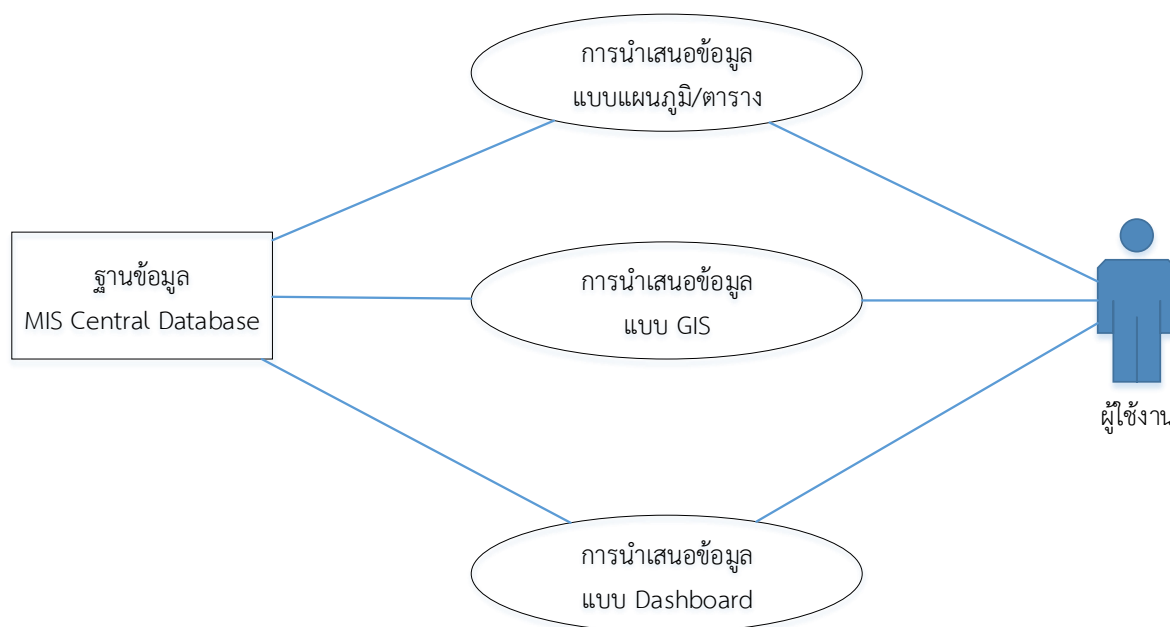 การนำเสนอข้อมูล
แบบแผนภูมิ/ตาราง
ฐานข้อมูล
MIS Central Database
การนำเสนอข้อมูล
แบบ GIS
ผู้ใช้งาน
การนำเสนอข้อมูล
แบบ Dashboard